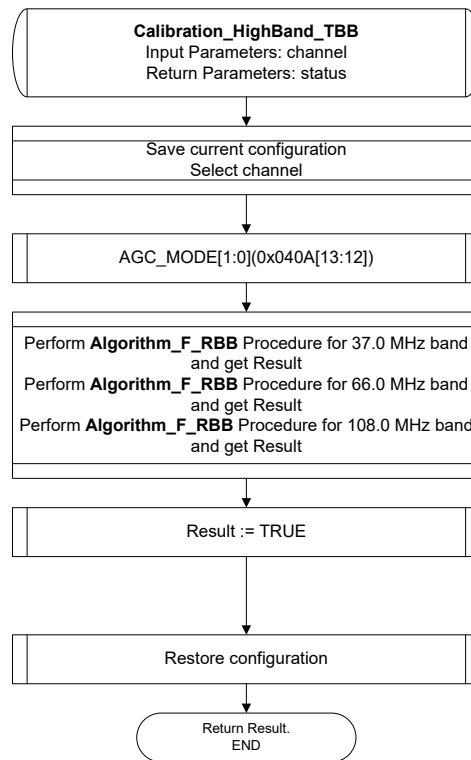 Calibration_HighBand_TBB
Input Parameters: channel
Return Parameters: status
Save current configuration
Select channel
AGC_MODE[1:0](0x040A[13:12])
Perform Algorithm_F_RBB Procedure for 37.0 MHz band
and get Result
Perform Algorithm_F_RBB Procedure for 66.0 MHz band
and get Result
Perform Algorithm_F_RBB Procedure for 108.0 MHz band
and get Result
Result := TRUE
Restore configuration
Return Result.
END